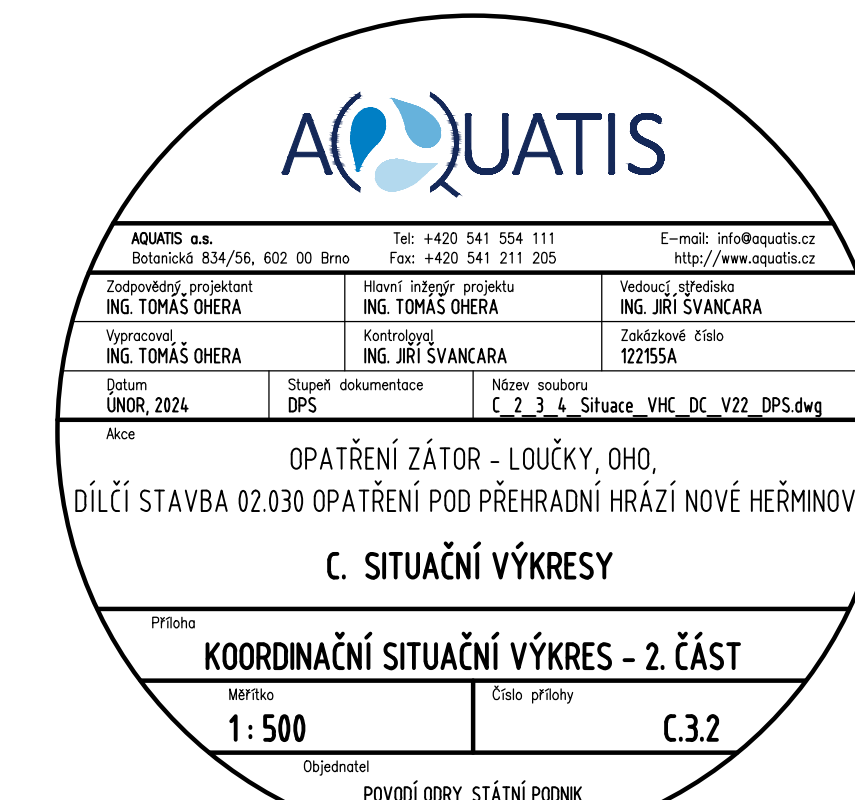 AQUATIS
AQUATIS a.s. Tel: +420 541 554 111 E-mail: info@aquatis.cz
Botanická 834/56, 602 00 Brno Fax: +420 541 211 205 http://www.aquatis.cz
Zodpovědný projektant Hlavní inženýr projektu Vedoucí střediska
ING. TOMÁŠ OHERA ING. TOMÁŠ OHERA ING. JIŘÍ ŠVANCARA
Vypracoval Kontroloval Zakázkové číslo
ING. TOMÁŠ OHERA ING. JIŘÍ ŠVANCARA 122155A
Datum Stupeň dokumentace Název souboru
ÚNOR, 2024 DPS C_2_3_4_Situace_VHC_DC_V22_DPS.dwg
Akce
OPATŘENÍ ZÁTOR - LOUČKY, OHO,
DÍLČÍ STAVBA 02.030 OPATŘENÍ POD PŘEHRADNÍ HRÁZÍ NOVÉ HEŘMINOV
C. SITUAČNÍ VÝKRESY
Příloha
KOORDINAČNÍ SITUAČNÍ VÝKRES - 2. ČÁST
Měřítko Číslo přílohy
1 : 500 C.3.2
Objednatel
POVODÍ ODRY, STÁTNÍ PODNIK